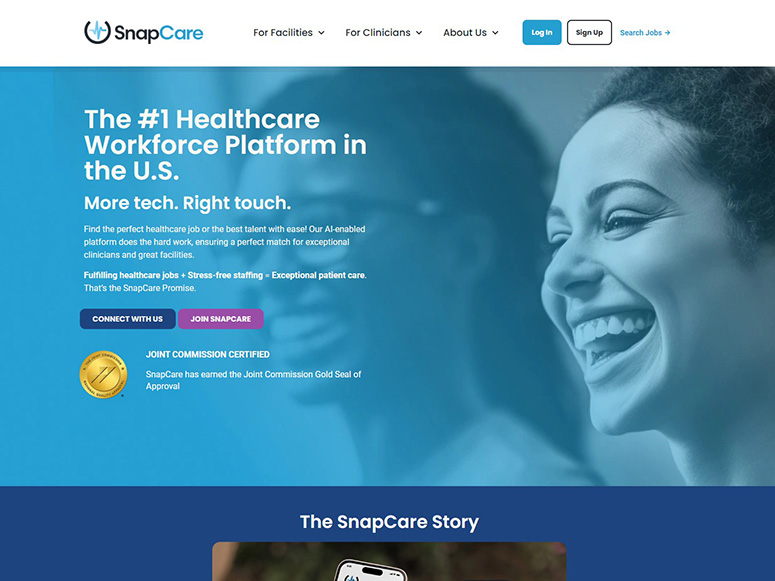 SnapCare
For Facilities
For Clinicians
About Us
Log In
Sign Up
Search Jobs →
The #1 Healthcare
Workforce Platform in
the U.S.
More tech. Right touch.
Find the perfect healthcare job or the best talent with ease! Our AI-enabled
platform does the hard work, ensuring a perfect match for exceptional
clinicians and great facilities.
Fulfilling healthcare jobs + Stress-free staffing = Exceptional patient care.
That's the SnapCare Promise.
CONNECT WITH US
JOIN SNAPCARE
JOINT COMMISSION CERTIFIED
SnapCare has earned the Joint Commission Gold Seal of
Approval
The SnapCare Story